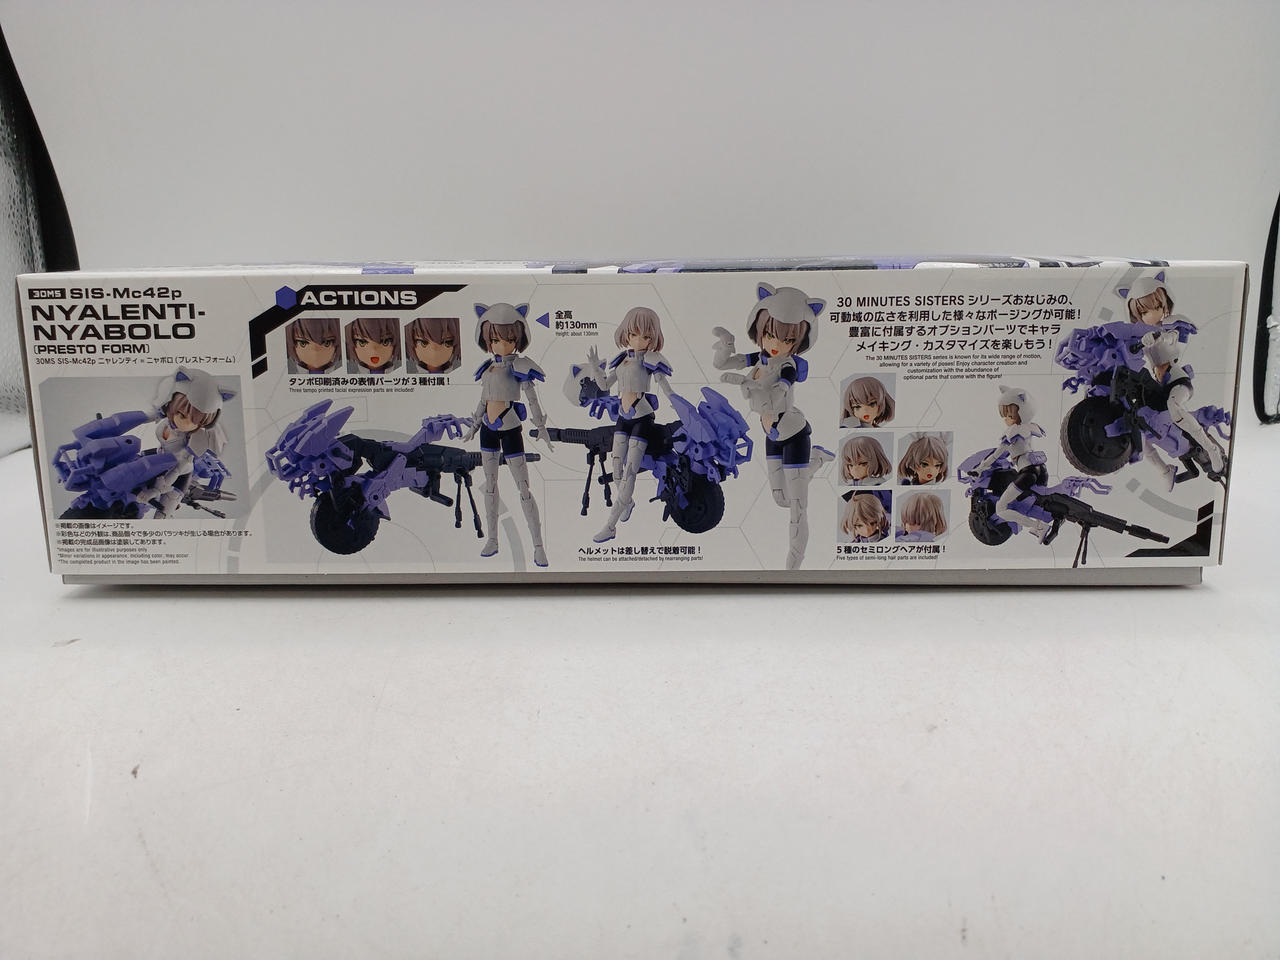 30MS SIS-Mc42p
NYALENTI-
NYABOLO
(PRESTO FORM)
30MS SIS-Mc42p ニャレンティ＝ニャボロ (プレストフォーム)
※掲載の画像はイメージです。
※彩色などの外観は、商品個々で多少のバラツキが生じる場合があります。
※掲載の完成品画像は塗装してあります。
*Images are for illustrative purposes only.
*Minor variations in appearance, including color, may occur.
*The completed product in the image has been painted.
ACTIONS
タンポ印刷済みの表情パーツが3種付属！
Three tampo printed facial expression parts are included!
全高
約130mm
Height: about 130mm
ヘルメットは差し替えで脱着可能！
The helmet can be attached/detached by rearranging parts!
30 MINUTES SISTERS シリーズおなじみの、
可動域の広さを利用した様々なポージングが可能！
豊富に付属するオプションパーツでキャラ
メイキング・カスタマイズを楽しもう！
The 30 MINUTES SISTERS series is known for its wide range of motion,
allowing for a variety of poses! Enjoy character creation and
customization with the abundance of
optional parts that come with the figure!
5種のセミロングヘアが付属！
Five types of semi-long hair parts are included!